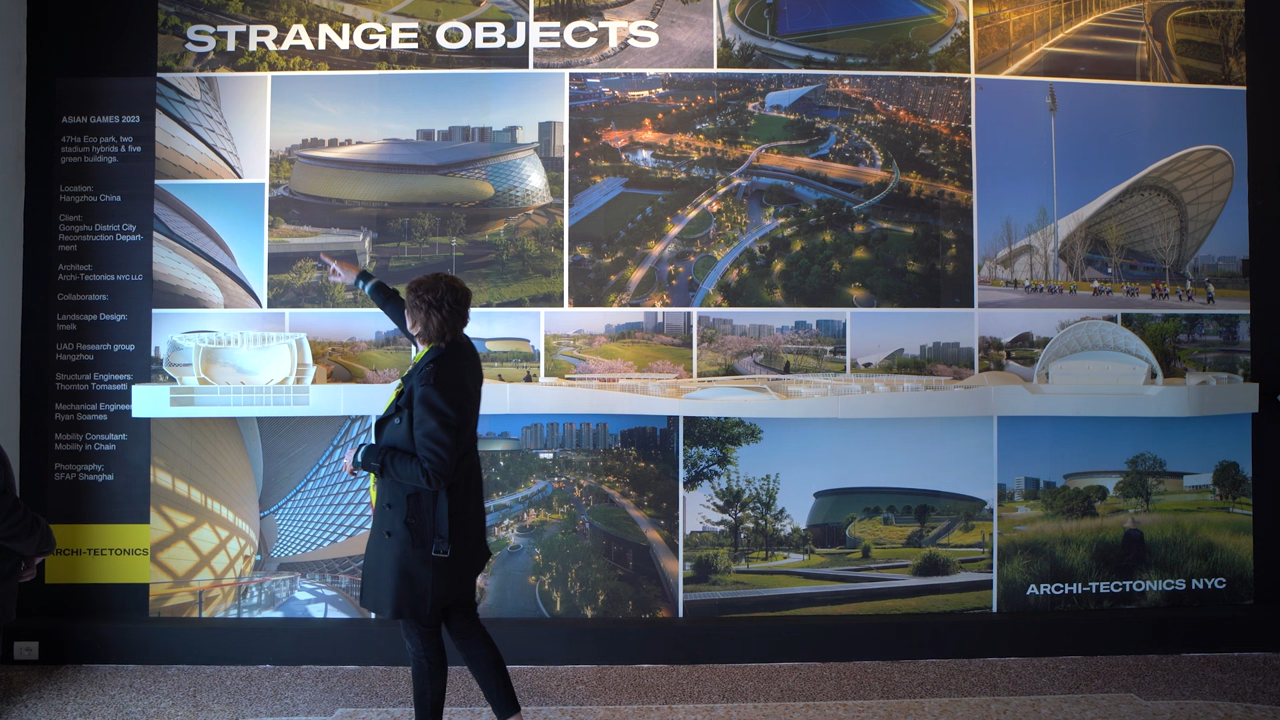 STRANGE OBJECTS
ASIAN GAMES 2023
47Ha Eco park, two
stadium hybrids & five
green buildings.
Location:
Hangzhou China
Client:
Gongshu District City
Reconstruction Depart-
ment
Architect:
Archi-Tectonics NYC LLC
Collaborators:
Landscape Design:
!melk
UAD Research group
Hangzhou
Structural Engineers:
Thornton Tomasetti
Mechanical Engineer
Ryan Soames
Mobility Consultant:
Mobility in Chain
Photography;
SFAP Shanghai
ARCHI-TECTONICS
ARCHI-TECTONICS NYC